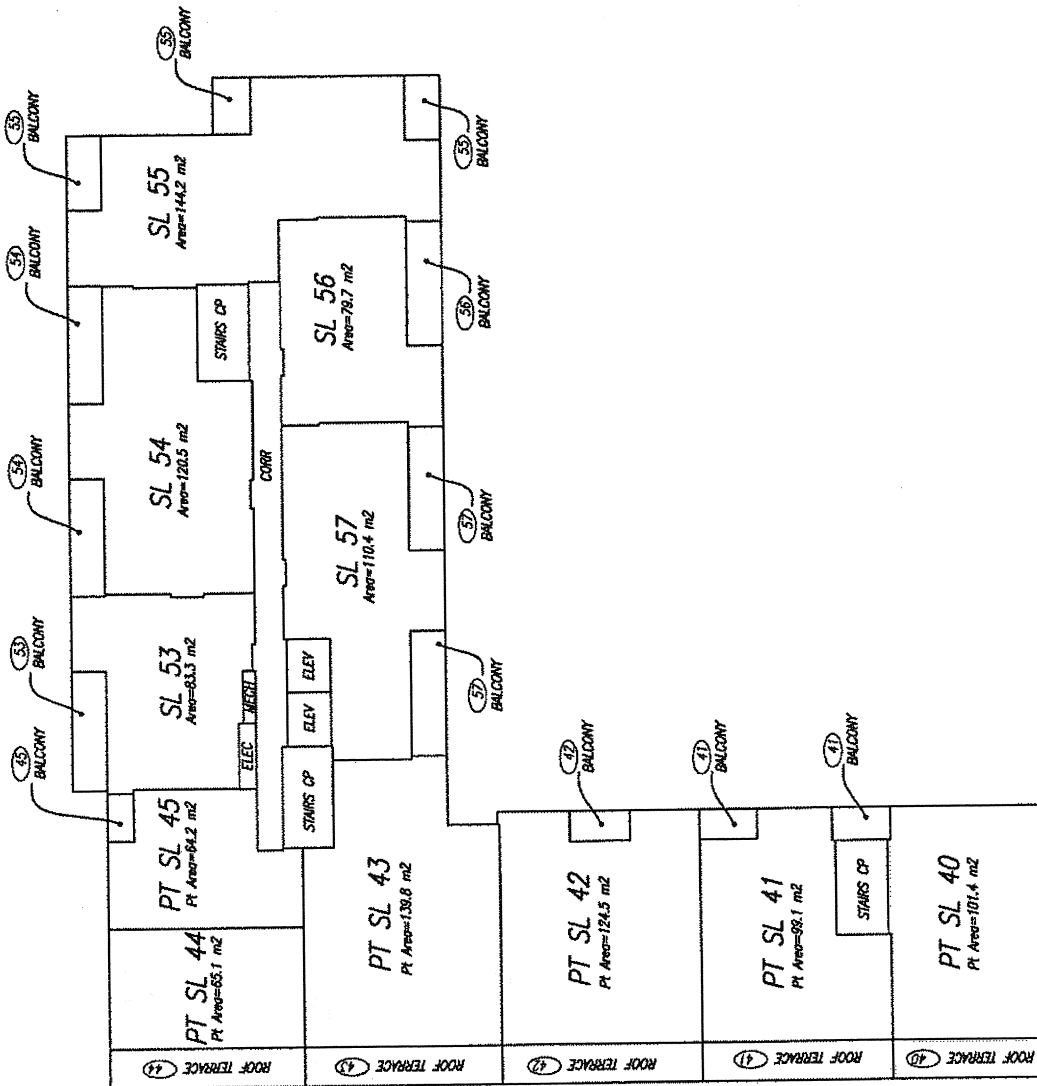 55
BALCONY
55
BALCONY
54
BALCONY
54
BALCONY
53
BALCONY
45
BALCONY
SL 55
Area=144.2 m2
55
BALCONY
SL 54
Area=120.5 m2
STAIRS CP
SL 56
Area=79.7 m2
56
BALCONY
SL 53
Area=83.3 m2
CORR
SL 57
Area=110.4 m2
57
BALCONY
57
BALCONY
MECH
ELEC
ELEV
ELEV
STAIRS CP
PT SL 45
Pt Area=64.2 m2
PT SL 44
Pt Area=65.1 m2
PT SL 43
Pt Area=139.8 m2
42
BALCONY
PT SL 42
Pt Area=124.5 m2
41
BALCONY
PT SL 41
Pt Area=99.1 m2
41
BALCONY
STAIRS CP
PT SL 40
Pt Area=101.4 m2
ROOF TERRACE 44
ROOF TERRACE 43
ROOF TERRACE 42
ROOF TERRACE 41
ROOF TERRACE 40